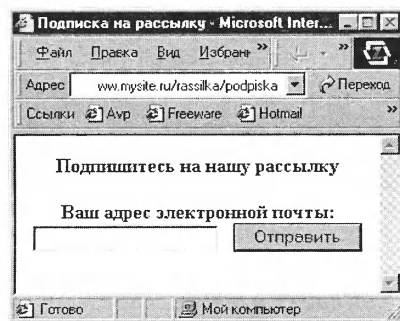 Подписка на рассылку - Microsoft Inter...
Файл Правка Вид Избранн » »
Адрес ww.mysite.ru/rassilka/podpiska Переход
Ссылки Avp Freeware Hotmail »
Подпишитесь на нашу рассылку
Ваш адрес электронной почты:
Отправить
Готово Мой компьютер